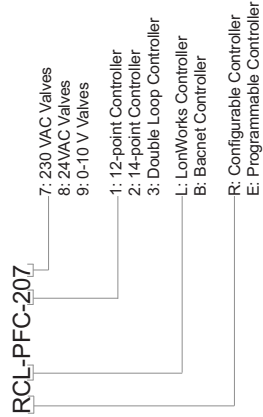 RCL-PFC-207
7: 230 VAC Valves
8: 24VAC Valves
9: 0-10 V Valves
1: 12-point Controller
2: 14-point Controller
3: Double Loop Controller
L: LonWorks Controller
B: Bacnet Controller
R: Configurable Controller
E: Programmable Controller